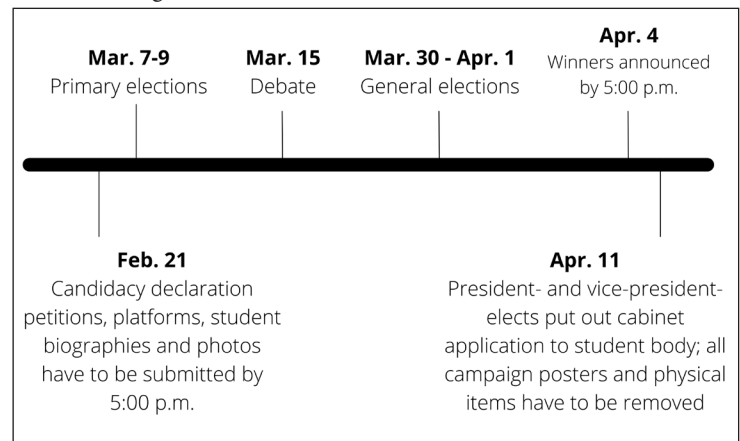 Mar. 7-9
Primary elections
Mar. 15
Debate
Mar. 30 - Apr. 1
General elections
Apr. 4
Winners announced
by 5:00 p.m.
Feb. 21
Candidacy declaration
petitions, platforms, student
biographies and photos
have to be submitted by
5:00 p.m.
Apr. 11
President- and vice-president-
elects put out cabinet
application to student body; all
campaign posters and physical
items have to be removed